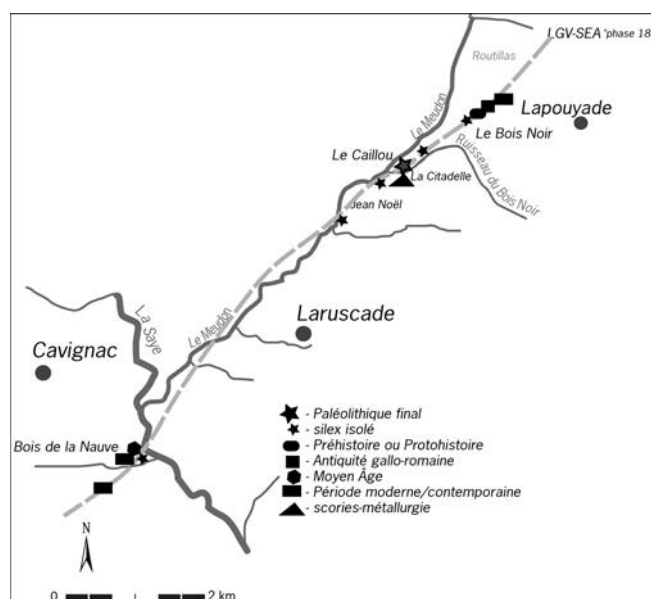 LGV-SEA "phase 18
Routillas
Le Meudon
Lapouyade
Le Bois Noir
Le Caillou
La Citadelle
Ruisseau du Bois Noir
Jean Noël
Le Meudon
Laruscade
La Saye
Cavignac
Bois de la Nauve
- Paléolithique final
- silex isolé
- Préhistoire ou Protohistoire
- Antiquité gallo-romaine
- Moyen Âge
- Période moderne/contemporaine
- scories-métallurgie
N
0 2 km